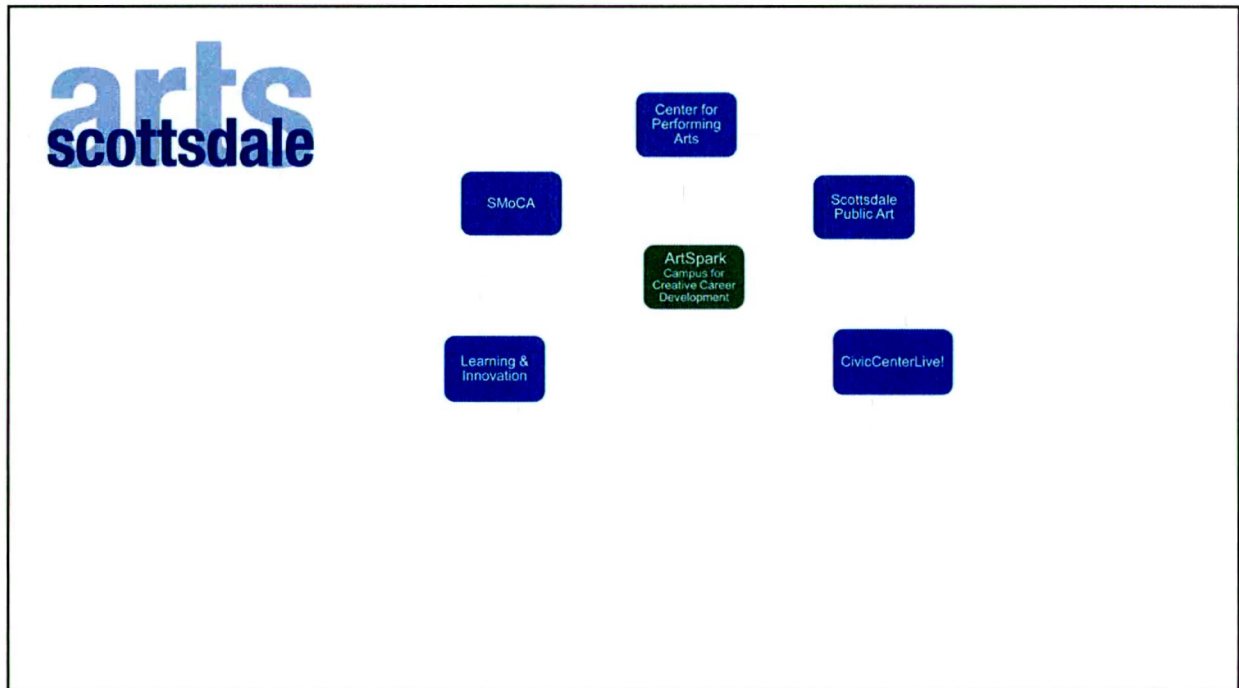 arts
scottsdale
Center for
Performing
Arts
SMoCA
Scottsdale
Public Art
ArtSpark
Campus for
Creative Career
Development
Learning &
Innovation
CivicCenterLive!